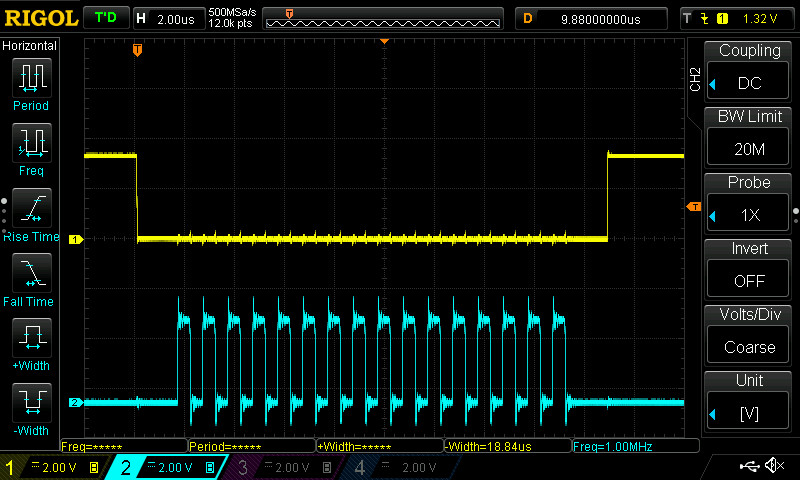 RIGOL T'D H 2.00us 500MSa/s 12.0k pts T D 9.88000000us T 1 1.32 V
Horizontal
Period
Freq
Rise Time
Fall Time
+Width
-Width
T
1
2
T
CH2
Coupling
DC
BW Limit
20M
Probe
1X
Invert
OFF
Volts/Div
Coarse
Unit
[V]
Freq=***** Period=***** +Width=***** -Width=18.84us Freq=1.00MHz
1 2.00 V B 2 2.00 V B 3 2.00 V B 4 2.00 V